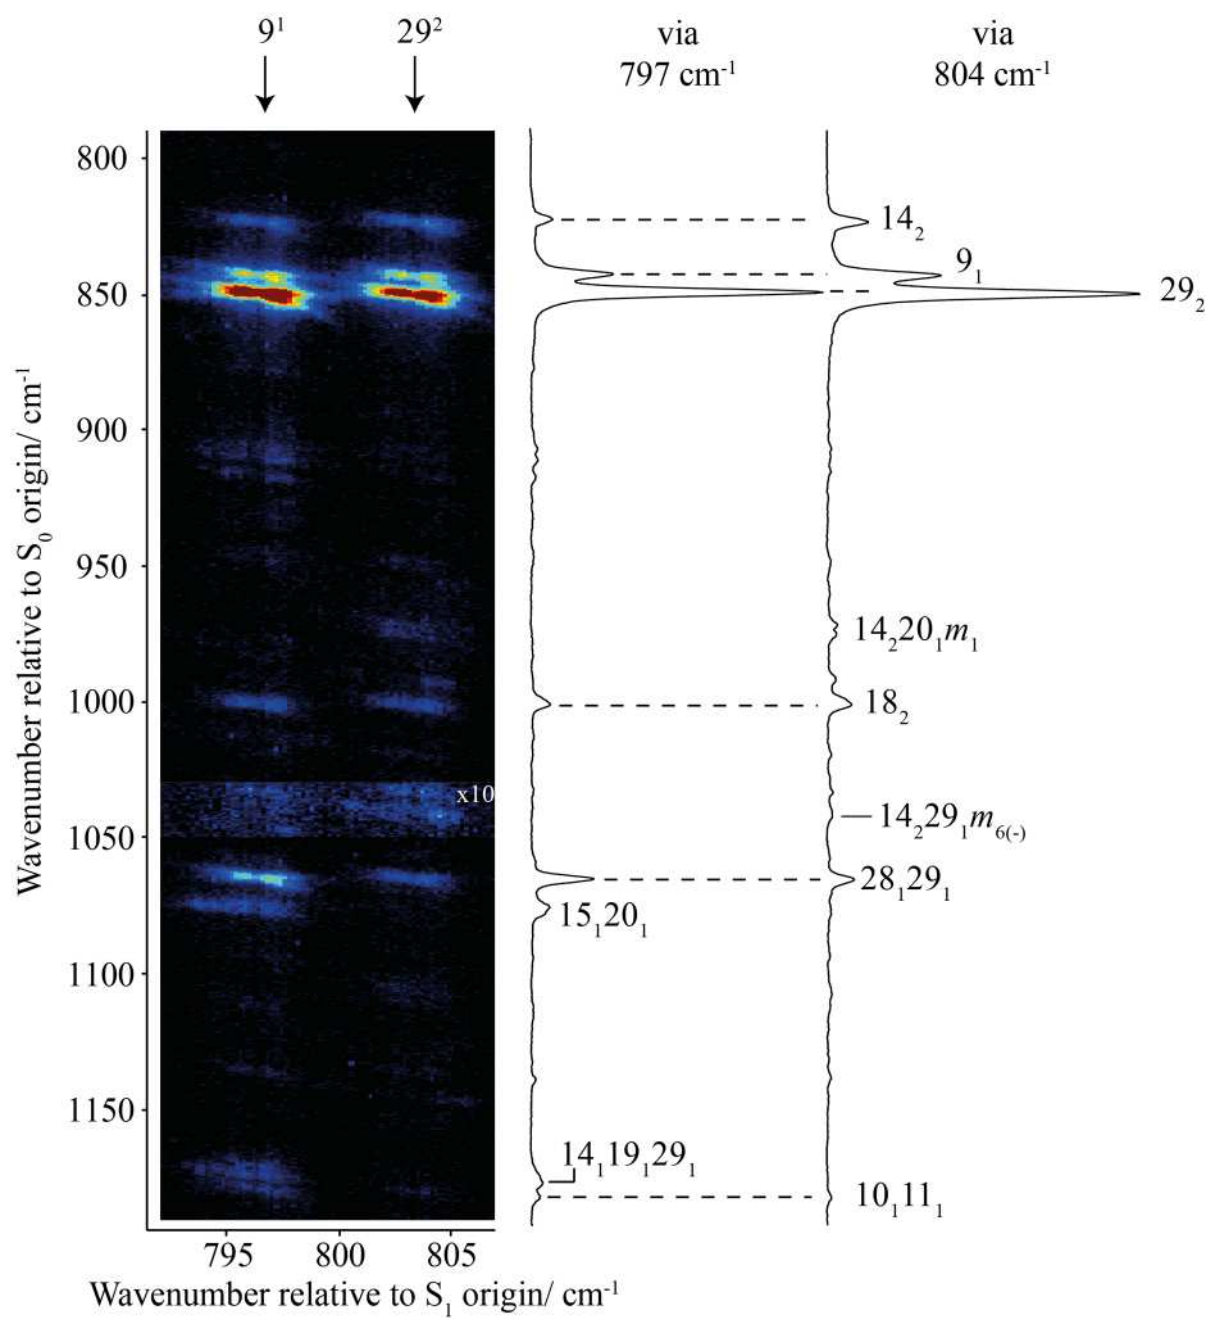 9¹ 29² via via
797 cm⁻¹ 804 cm⁻¹
800
14₂
9₁
850
29₂
900
950
14₂20₁m₁
1000
18₂
x10
14₂29₁m₆₍₋₎
1050
28₁29₁
15₁20₁
1100
1150
14₁19₁29₁
10₁11₁
795 800 805
Wavenumber relative to S₁ origin/ cm⁻¹
Wavenumber relative to S₀ origin/ cm⁻¹